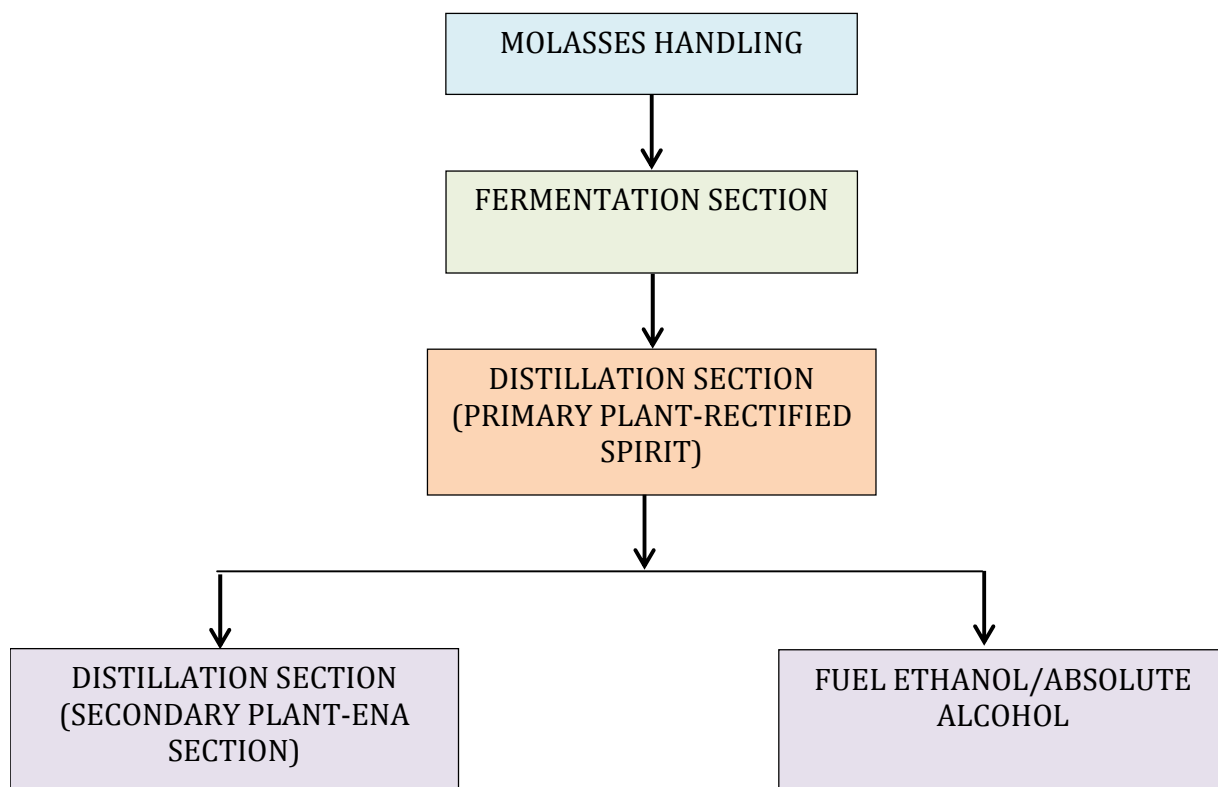 MOLASSES HANDLING
FERMENTATION SECTION
DISTILLATION SECTION
(PRIMARY PLANT-RECTIFIED
SPIRIT)
DISTILLATION SECTION
(SECONDARY PLANT-ENA
SECTION)
FUEL ETHANOL/ABSOLUTE
ALCOHOL